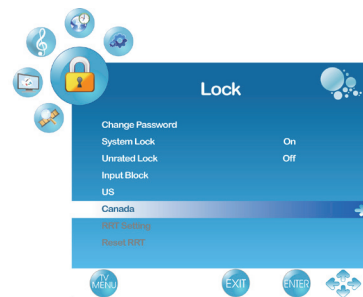 Lock
Change Password
System Lock On
Unrated Lock Off
Input Block
US
Canada
RRT Setting
Reset RRT
TV
MENU
EXIT
ENTER